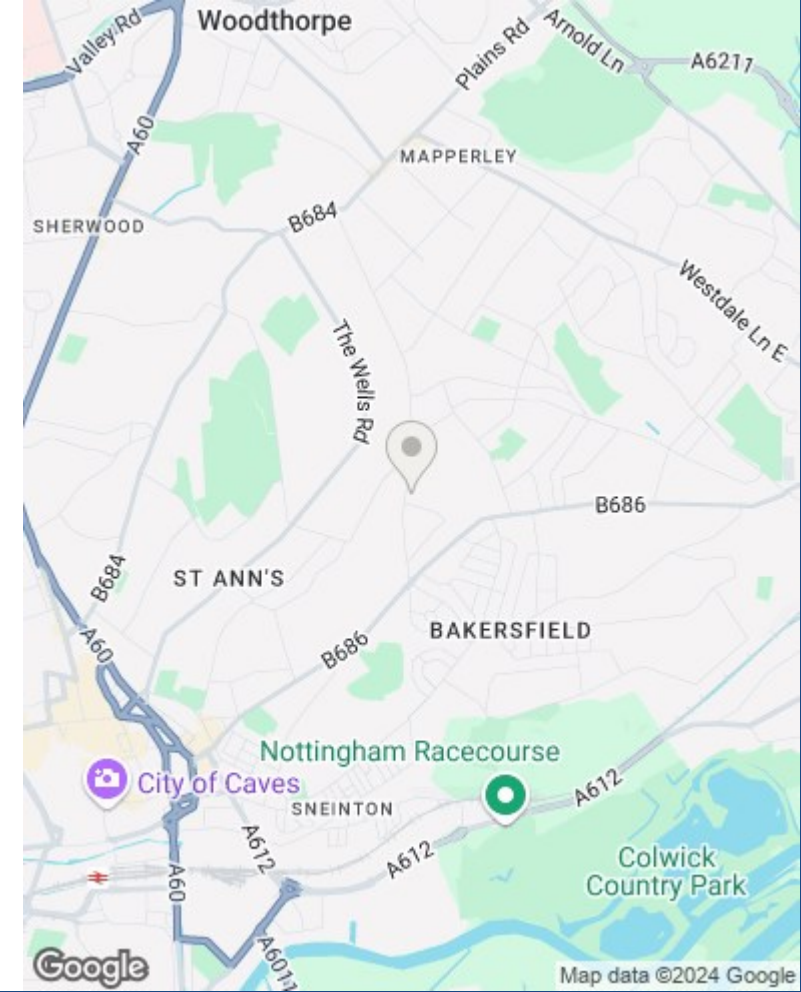 Woodthorpe
Valley Rd
Plains Rd
Arnold Ln
A6211
A60
MAPPERLEY
SHERWOOD
B684
Westdale Ln E
The Wells Rd
B686
B684
ST ANN'S
A60
BAKERSFIELD
B686
Nottingham Racecourse
City of Caves
A612
SNEINTON
A612
A612
A60
Colwick
Country Park
A6011
Google
Map data ©2024 Google